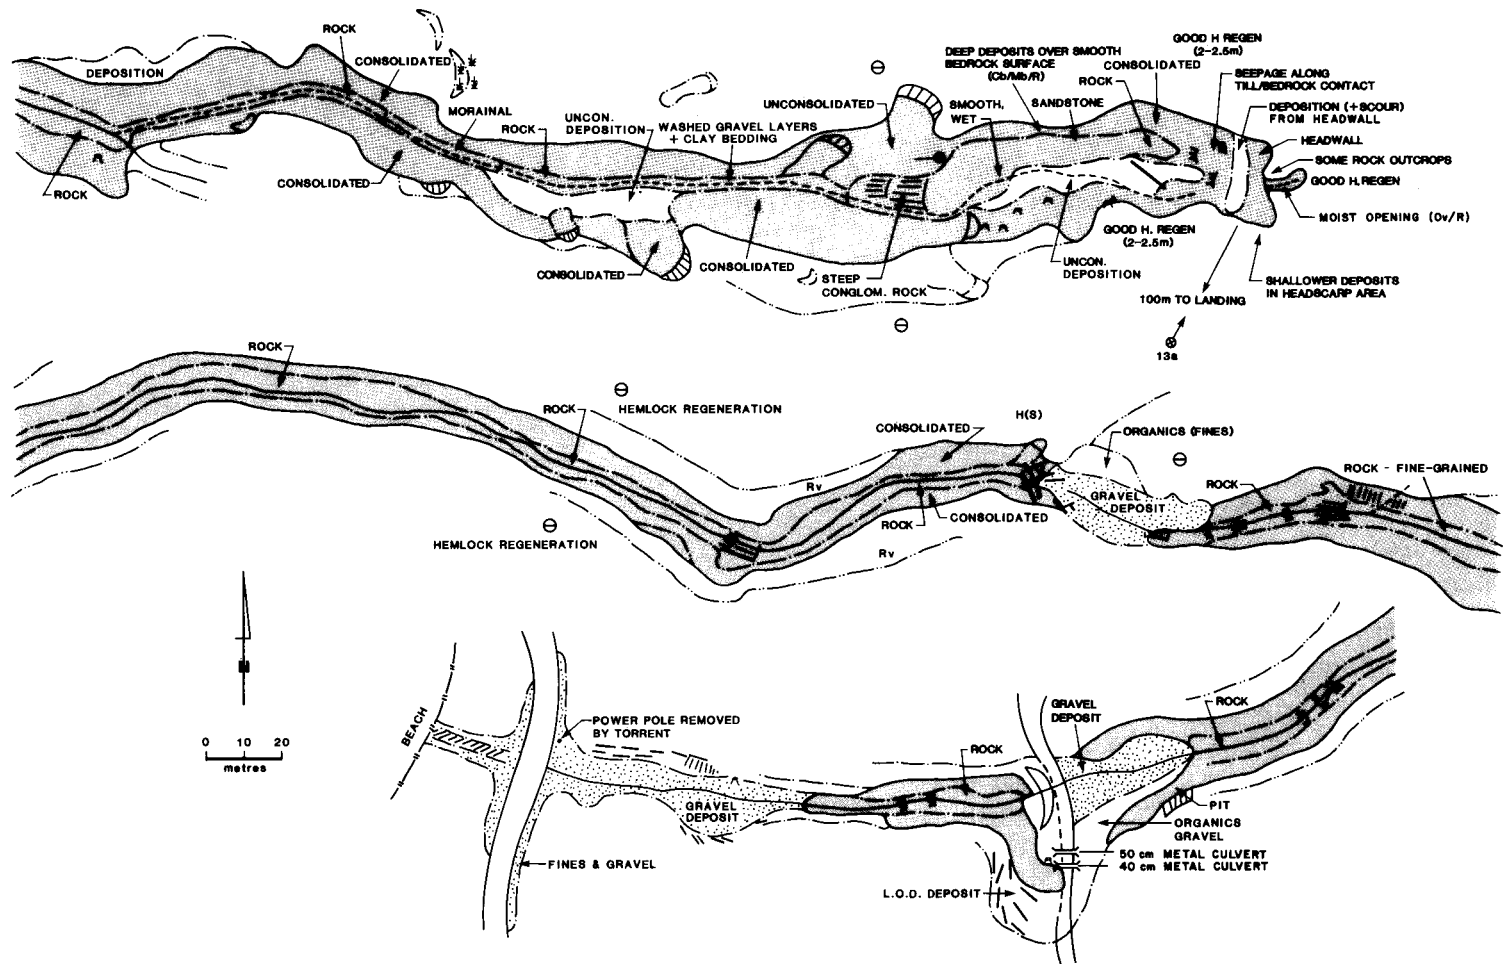 ROCK
CONSOLIDATED
DEPOSITION
MORAINAL
ROCK
UNCON.
DEPOSITION
WASHED GRAVEL LAYERS
+ CLAY BEDDING
UNCONSOLIDATED
DEEP DEPOSITS OVER SMOOTH
BEDROCK SURFACE
(Cb/Mb/R)
SMOOTH,
WET
SANDSTONE
GOOD H REGEN
(2-2.5m)
CONSOLIDATED
ROCK
SEEPAGE ALONG
TILL/BEDROCK CONTACT
DEPOSITION (+SCOUR)
FROM HEADWALL
HEADWALL
SOME ROCK OUTCROPS
GOOD H. REGEN
MOIST OPENING (Ov/R)
ROCK
CONSOLIDATED
CONSOLIDATED
CONSOLIDATED
STEEP
CONGLOM. ROCK
GOOD H. REGEN
(2-2.5m)
UNCON.
DEPOSITION
SHALLOWER DEPOSITS
IN HEADSCARP AREA
100m TO LANDING
13a
ROCK
ROCK
HEMLOCK REGENERATION
HEMLOCK REGENERATION
Rv
CONSOLIDATED
H(S)
ORGANICS (FINES)
GRAVEL
DEPOSIT
ROCK
CONSOLIDATED
Rv
ROCK
ROCK - FINE-GRAINED
N
0 10 20
metres
BEACH
POWER POLE REMOVED
BY TORRENT
GRAVEL
DEPOSIT
FINES & GRAVEL
ROCK
GRAVEL
DEPOSIT
ROCK
PIT
ORGANICS
GRAVEL
50 cm METAL CULVERT
40 cm METAL CULVERT
L.O.D. DEPOSIT